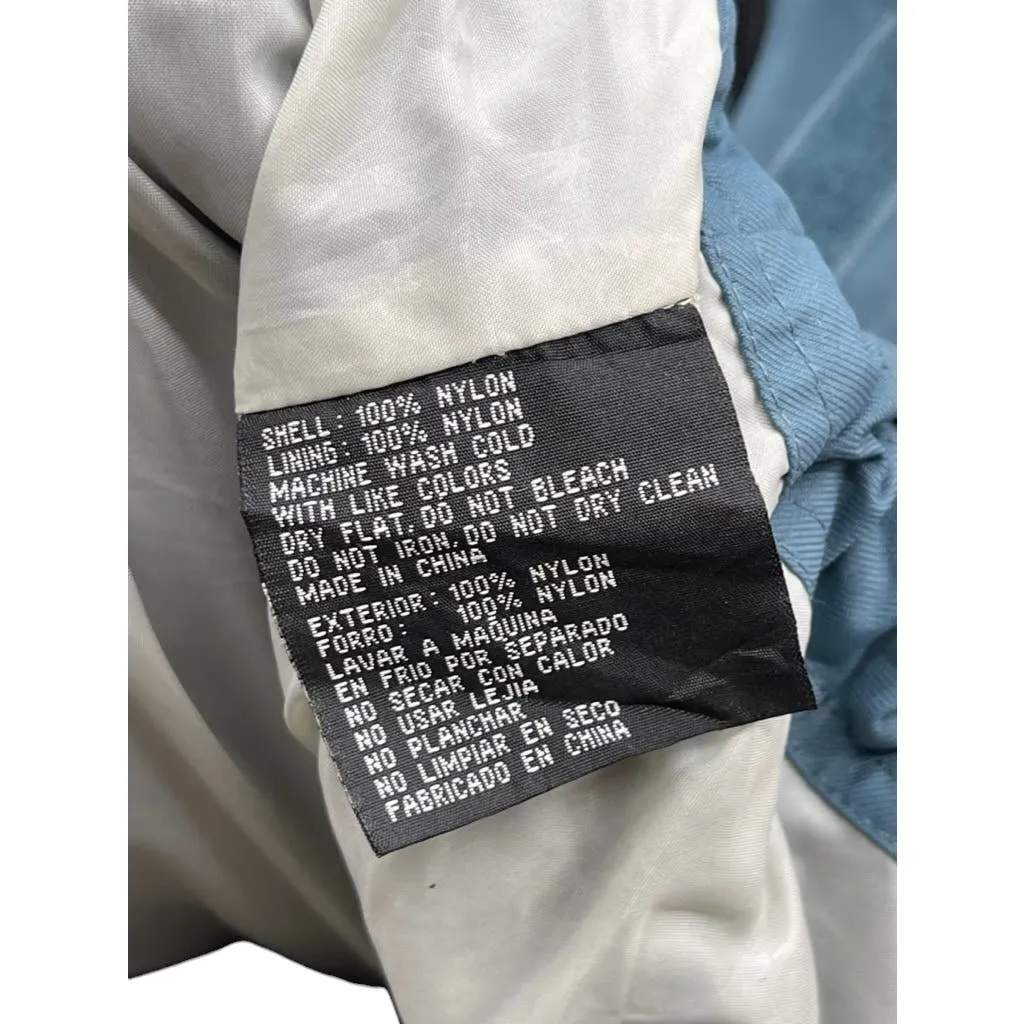 SHELL: 100% NYLON
LINING: 100% NYLON
MACHINE WASH COLD
WITH LIKE COLORS
DRY FLAT. DO NOT BLEACH
DO NOT IRON. DO NOT DRY CLEAN
MADE IN CHINA
EXTERIOR: 100% NYLON
FORRO: 100% NYLON
LAVAR A MAQUINA
EN FRIO POR SEPARADO
NO SECAR CON CALOR
NO USAR LEJIA
NO PLANCHAR
NO LIMPIAR EN SECO
FABRICADO EN CHINA